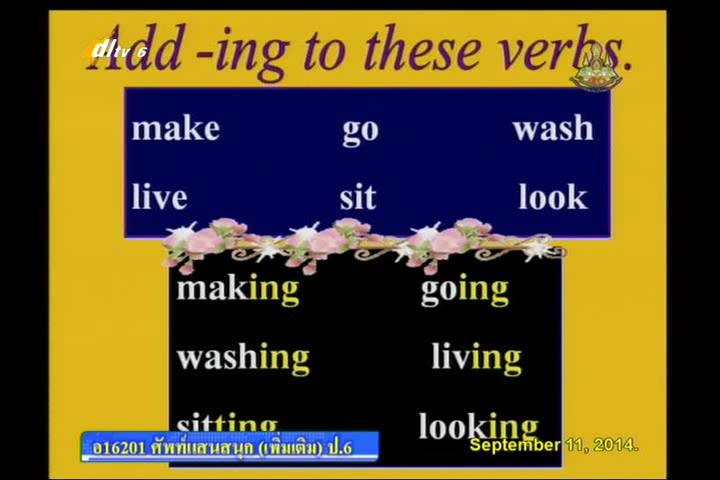 dltv 6
Add -ing to these verbs.
make go wash
live sit look
making going
washing living
sitting looking
อ16201 ศัพท์แสนสนุก (เพิ่มเติม) ป.6
September 11, 2014.